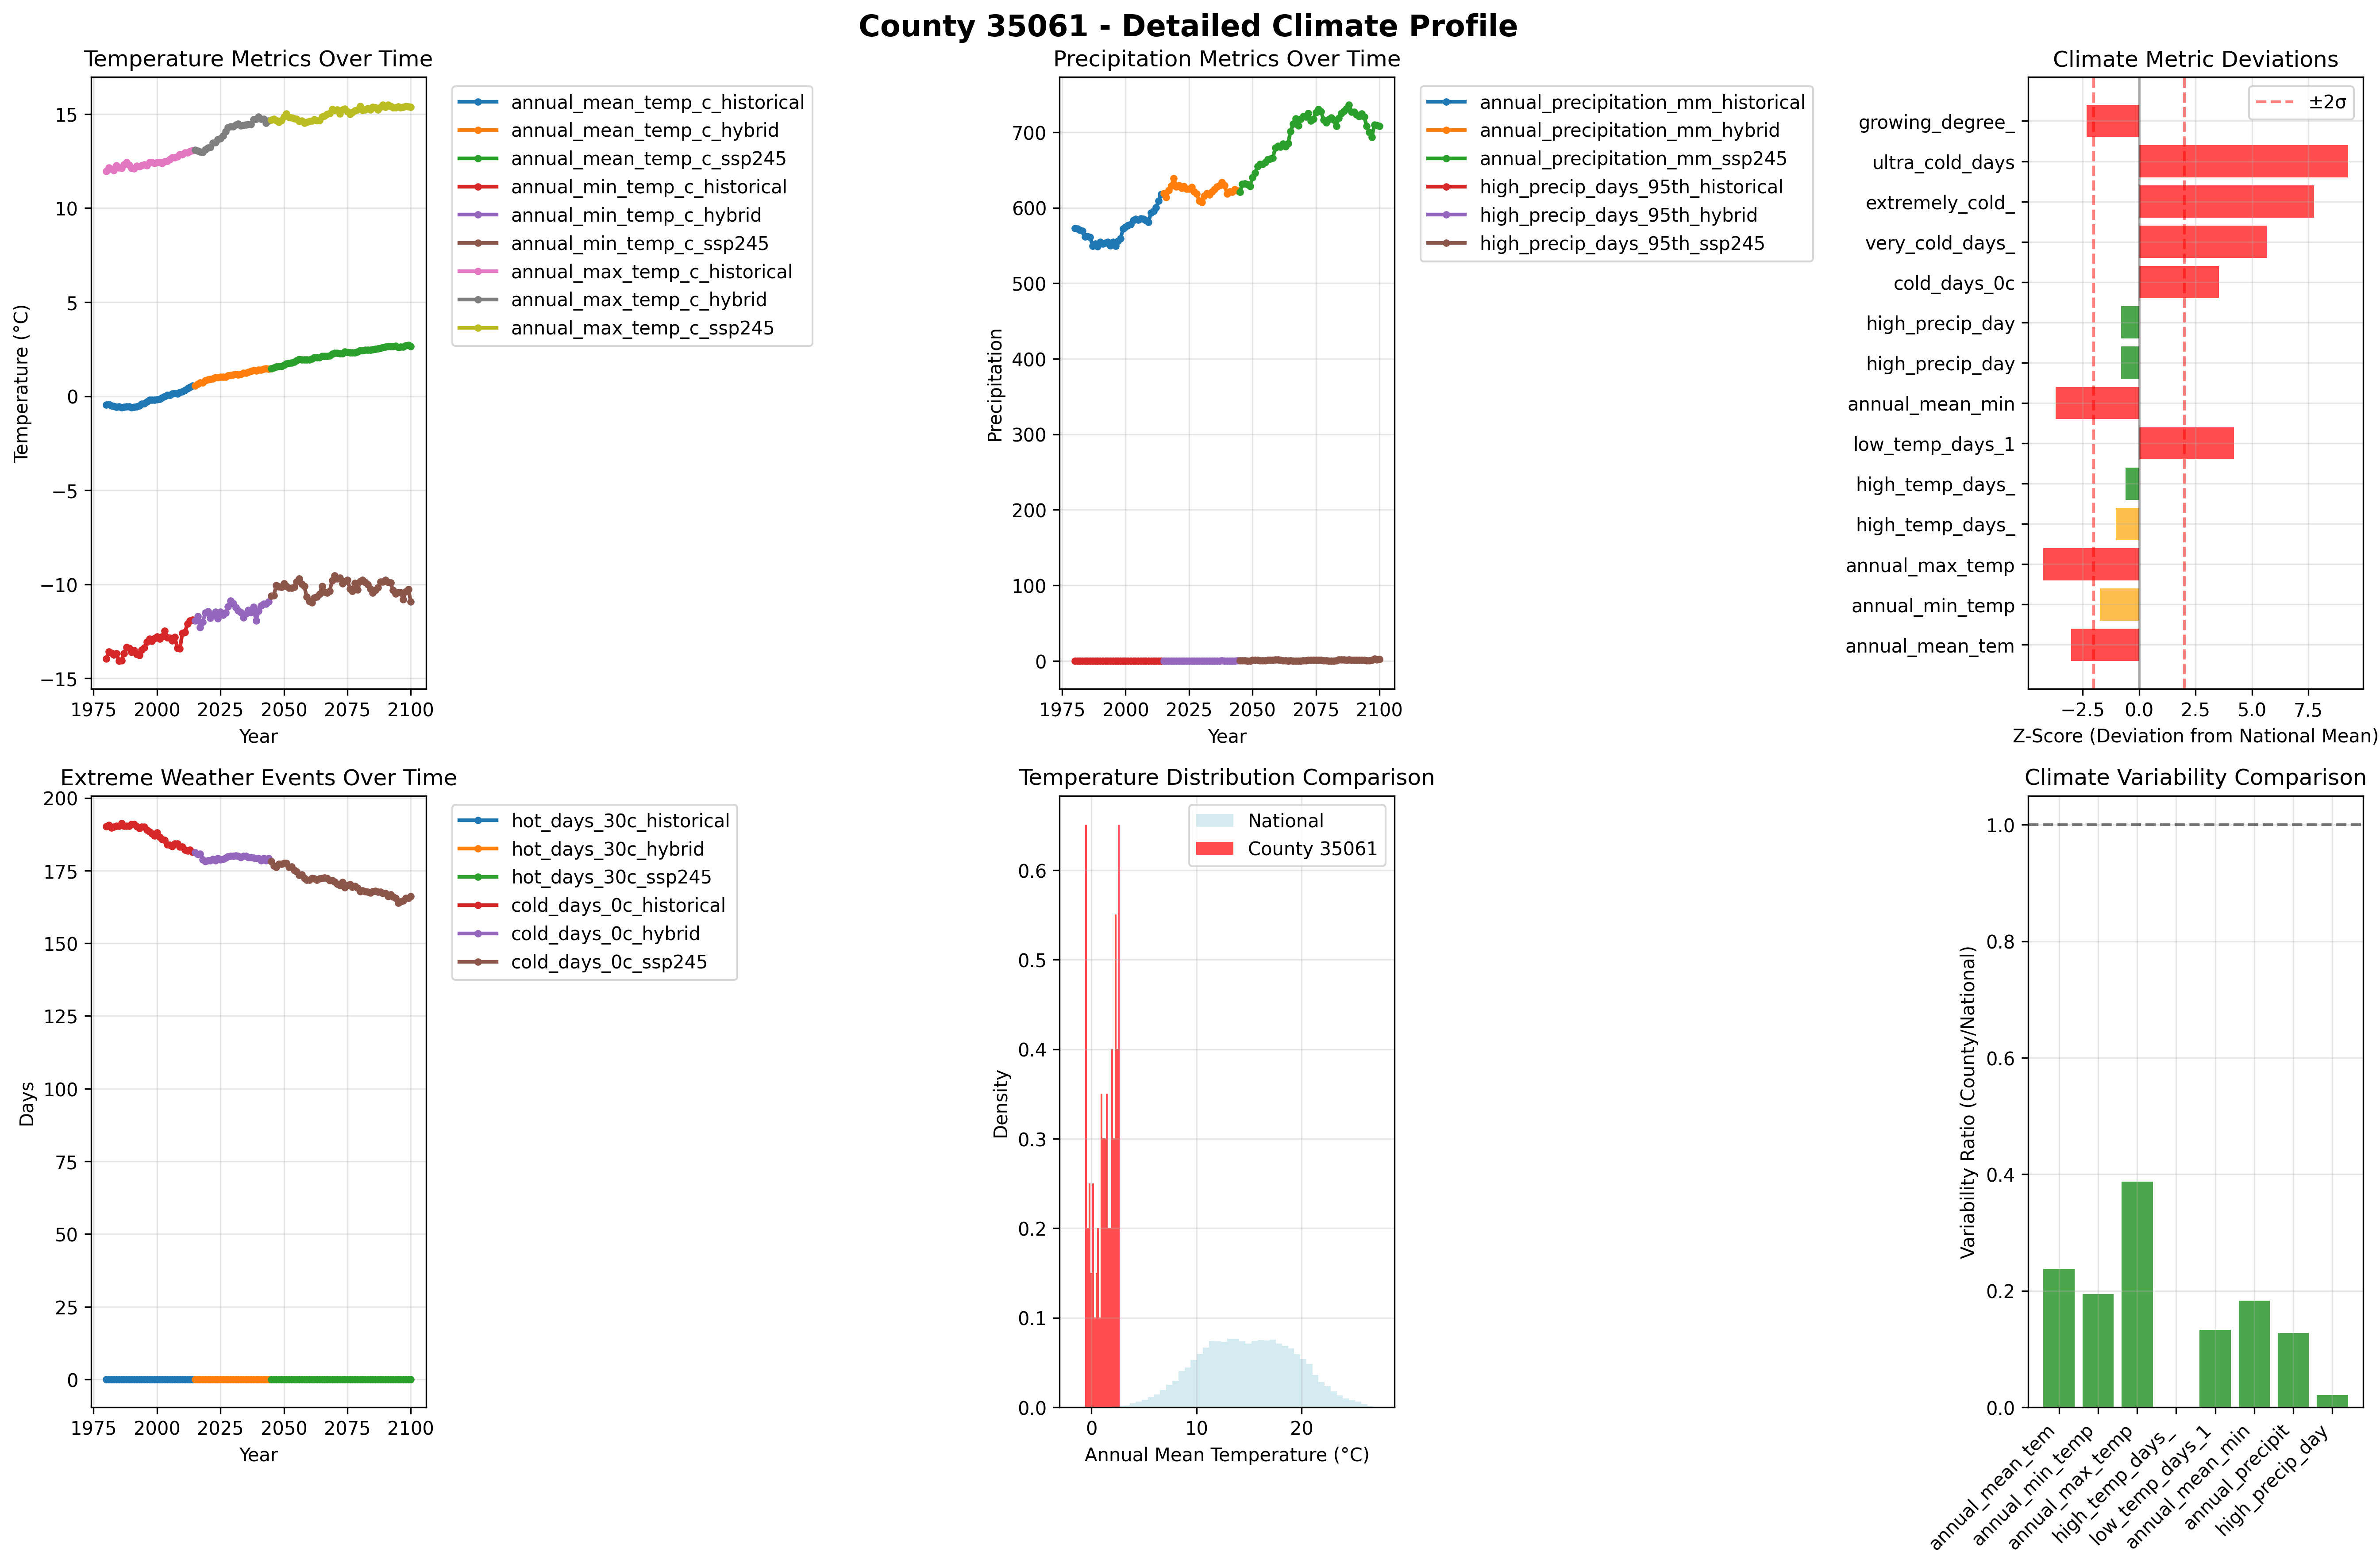 County 35061 - Detailed Climate Profile
Temperature Metrics Over Time
Temperature (°C)
15
10
5
0
−5
−10
−15
1975 2000 2025 2050 2075 2100
Year
annual_mean_temp_c_historical
annual_mean_temp_c_hybrid
annual_mean_temp_c_ssp245
annual_min_temp_c_historical
annual_min_temp_c_hybrid
annual_min_temp_c_ssp245
annual_max_temp_c_historical
annual_max_temp_c_hybrid
annual_max_temp_c_ssp245
Precipitation Metrics Over Time
Precipitation
700
600
500
400
300
200
100
0
1975 2000 2025 2050 2075 2100
Year
annual_precipitation_mm_historical
annual_precipitation_mm_hybrid
annual_precipitation_mm_ssp245
high_precip_days_95th_historical
high_precip_days_95th_hybrid
high_precip_days_95th_ssp245
Climate Metric Deviations
±2σ
growing_degree_
ultra_cold_days
extremely_cold_
very_cold_days_
cold_days_0c
high_precip_day
high_precip_day
annual_mean_min
low_temp_days_1
high_temp_days_
high_temp_days_
annual_max_temp
annual_min_temp
annual_mean_tem
−2.5 0.0 2.5 5.0 7.5
Z-Score (Deviation from National Mean)
Extreme Weather Events Over Time
Days
200
175
150
125
100
75
50
25
0
1975 2000 2025 2050 2075 2100
Year
hot_days_30c_historical
hot_days_30c_hybrid
hot_days_30c_ssp245
cold_days_0c_historical
cold_days_0c_hybrid
cold_days_0c_ssp245
Temperature Distribution Comparison
Density
0.6
0.5
0.4
0.3
0.2
0.1
0.0
0 10 20
Annual Mean Temperature (°C)
National
County 35061
Climate Variability Comparison
Variability Ratio (County/National)
1.0
0.8
0.6
0.4
0.2
0.0
annual_mean_tem
annual_min_temp
annual_max_temp
high_temp_days_
low_temp_days_1
annual_mean_min
annual_precipit
high_precip_day